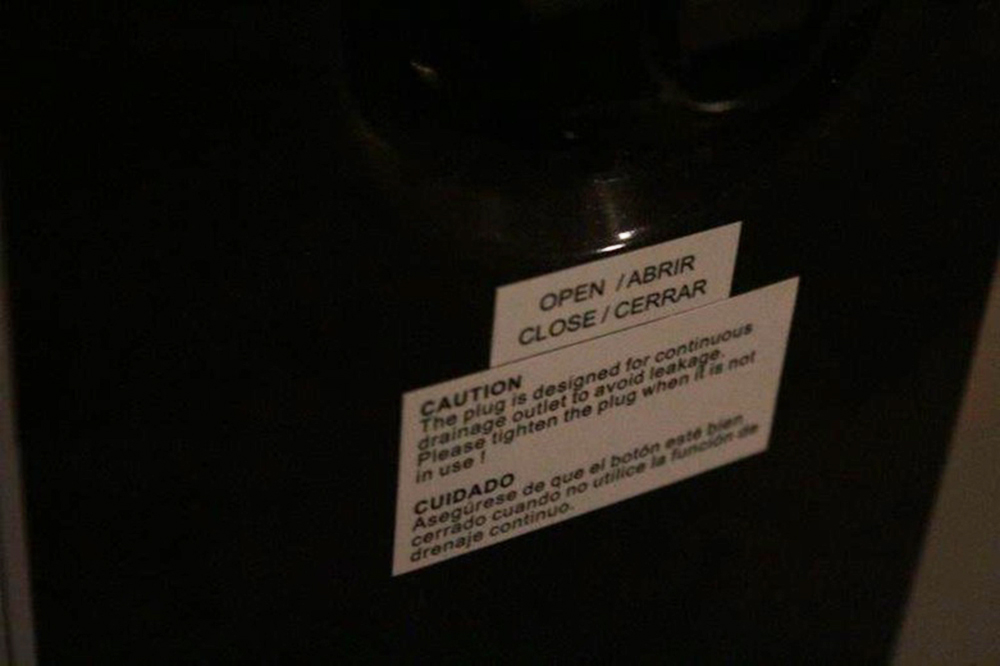 OPEN / ABRIR
CLOSE / CERRAR
CAUTION
The plug is designed for continuous
drainage outlet to avoid leakage.
Please tighten the plug when it is not
in use !
CUIDADO
Asegúrese de que el botón esté bien
cerrado cuando no utilice la función de
drenaje continuo.